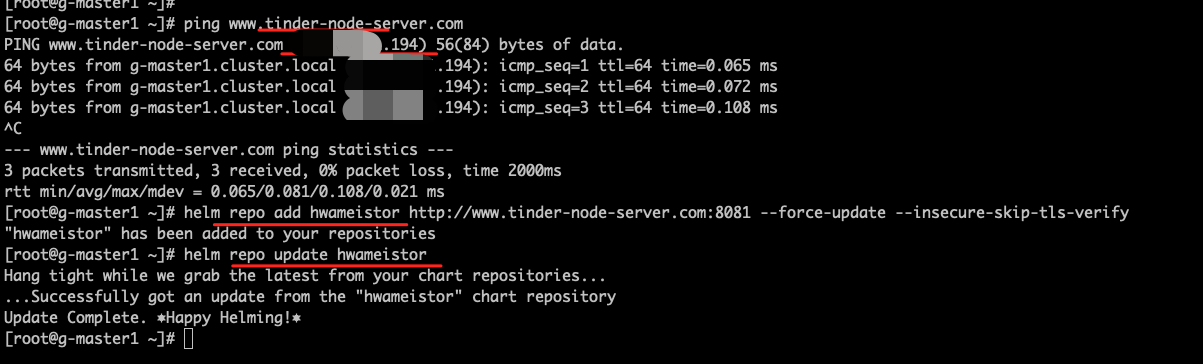 [root@g-master1 ~]#
[root@g-master1 ~]# ping www.tinder-node-server.com
PING www.tinder-node-server.com .194) 56(84) bytes of data.
64 bytes from g-master1.cluster.local .194): icmp_seq=1 ttl=64 time=0.065 ms
64 bytes from g-master1.cluster.local .194): icmp_seq=2 ttl=64 time=0.072 ms
64 bytes from g-master1.cluster.local .194): icmp_seq=3 ttl=64 time=0.108 ms
^C
--- www.tinder-node-server.com ping statistics ---
3 packets transmitted, 3 received, 0% packet loss, time 2000ms
rtt min/avg/max/mdev = 0.065/0.081/0.108/0.021 ms
[root@g-master1 ~]# helm repo add hwameistor http://www.tinder-node-server.com:8081 --force-update --insecure-skip-tls-verify
"hwameistor" has been added to your repositories
[root@g-master1 ~]# helm repo update hwameistor
Hang tight while we grab the latest from your chart repositories...
...Successfully got an update from the "hwameistor" chart repository
Update Complete. ⎈Happy Helming!⎈
[root@g-master1 ~]#